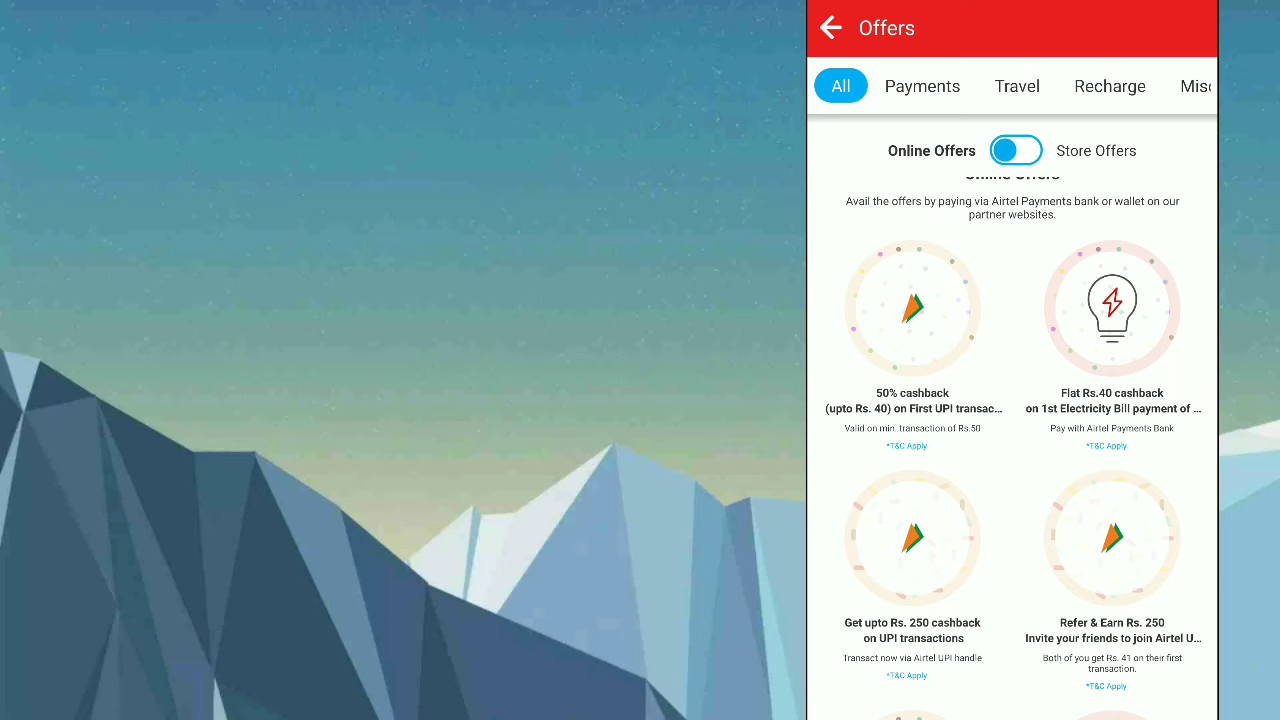 Offers
All Payments Travel Recharge Misc
Online Offers Store Offers
Online Offers
Avail the offers by paying via Airtel Payments bank or wallet on our
partner websites.
50% cashback
(upto Rs. 40) on First UPI transac...
Valid on min. transaction of Rs.50
*T&C Apply
Flat Rs.40 cashback
on 1st Electricity Bill payment of ...
Pay with Airtel Payments Bank
*T&C Apply
Get upto Rs. 250 cashback
on UPI transactions
Transact now via Airtel UPI handle
*T&C Apply
Refer & Earn Rs. 250
Invite your friends to join Airtel U...
Both of you get Rs. 41 on their first
transaction.
*T&C Apply